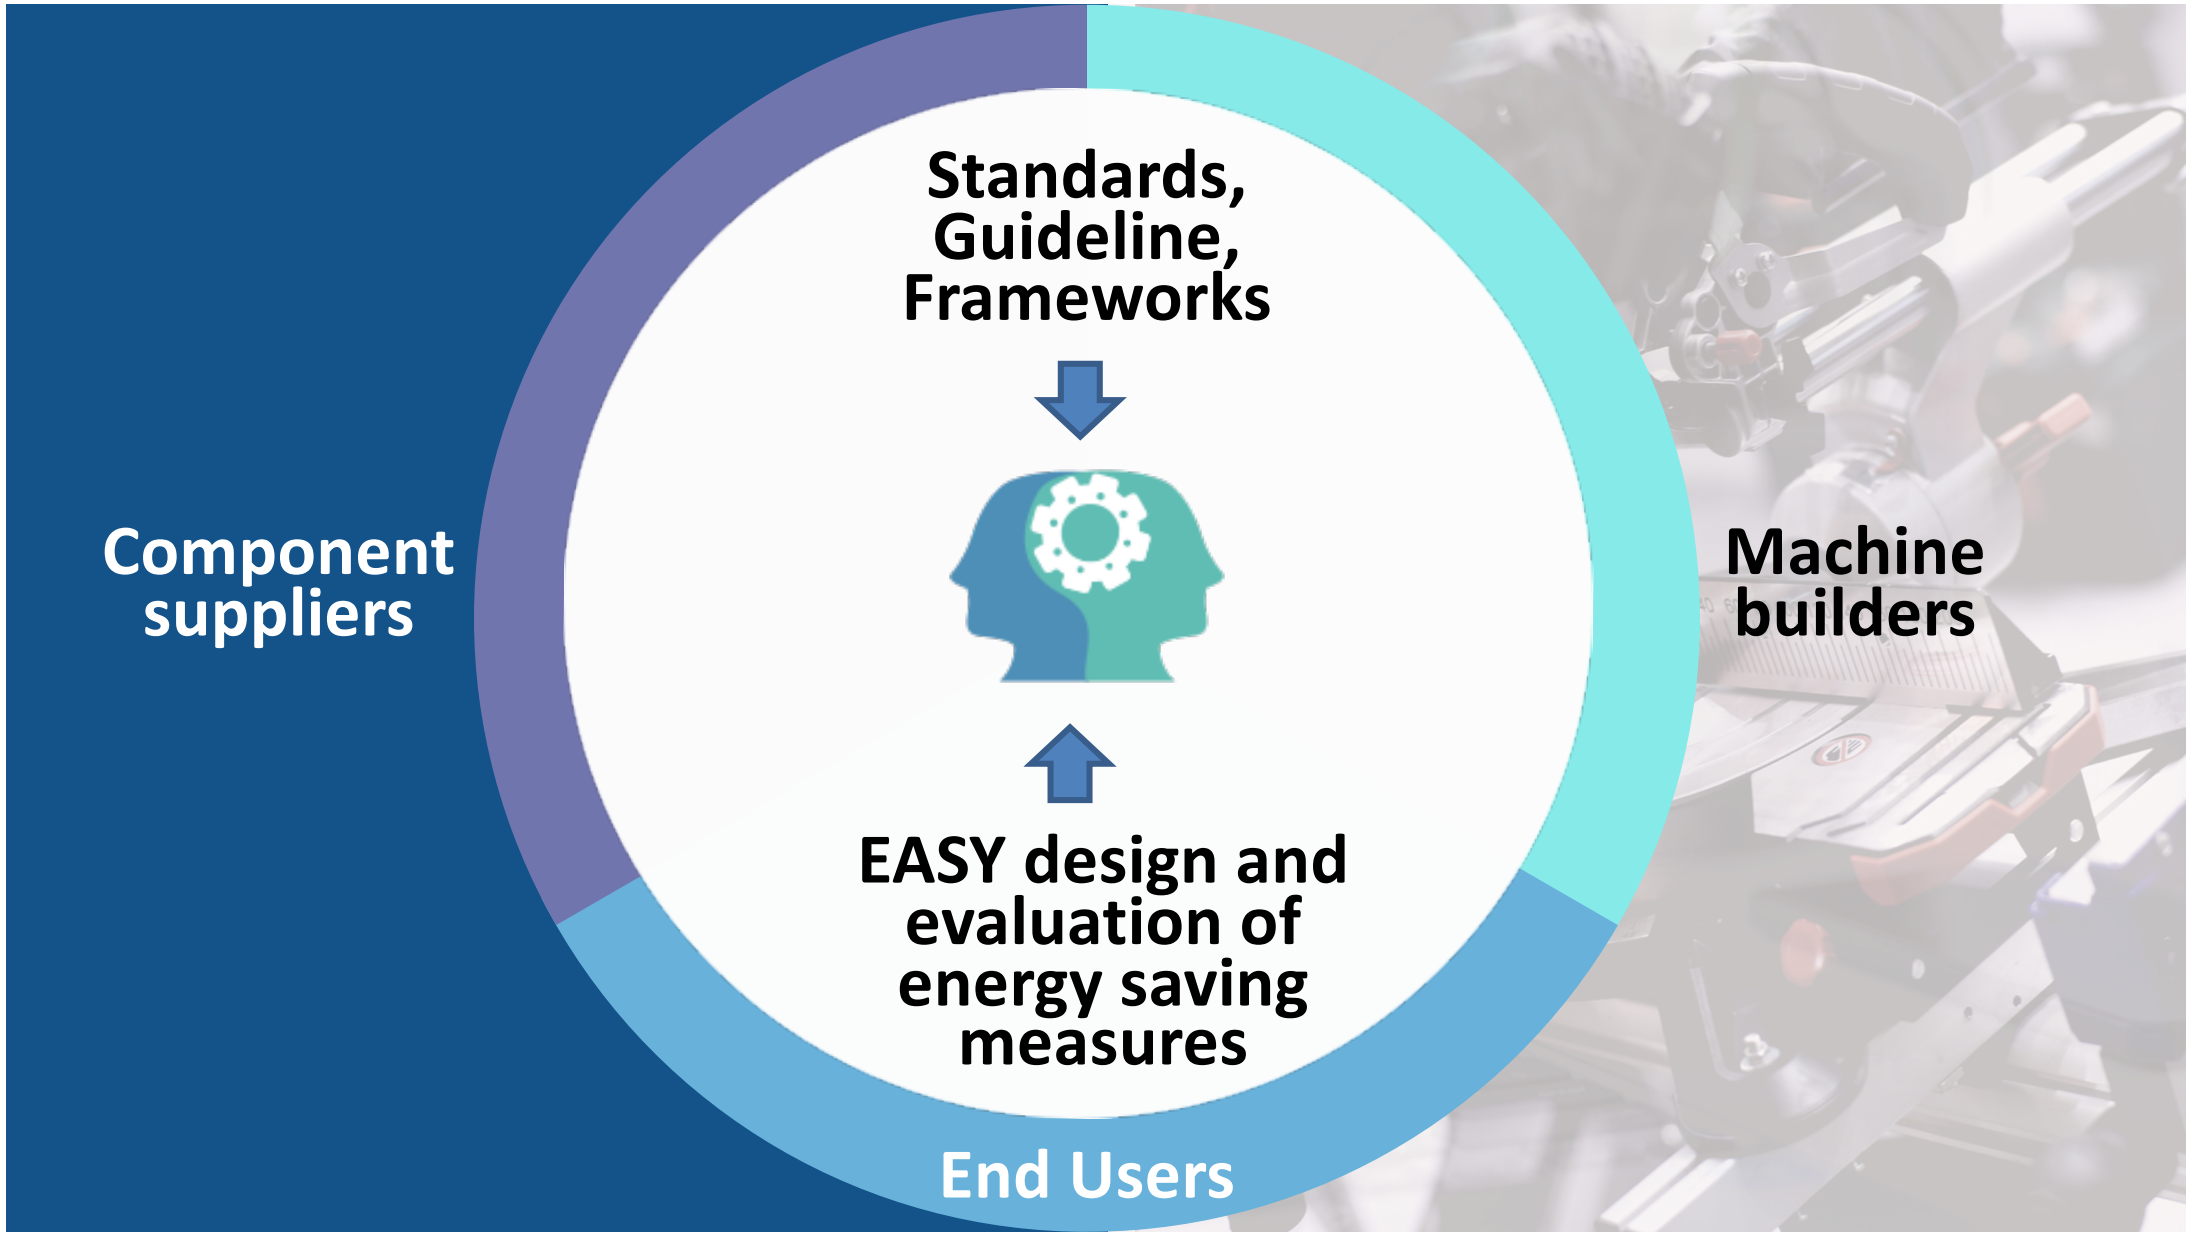 Standards,
Guideline,
Frameworks
Component
suppliers
Machine
builders
EASY design and
evaluation of
energy saving
measures
End Users